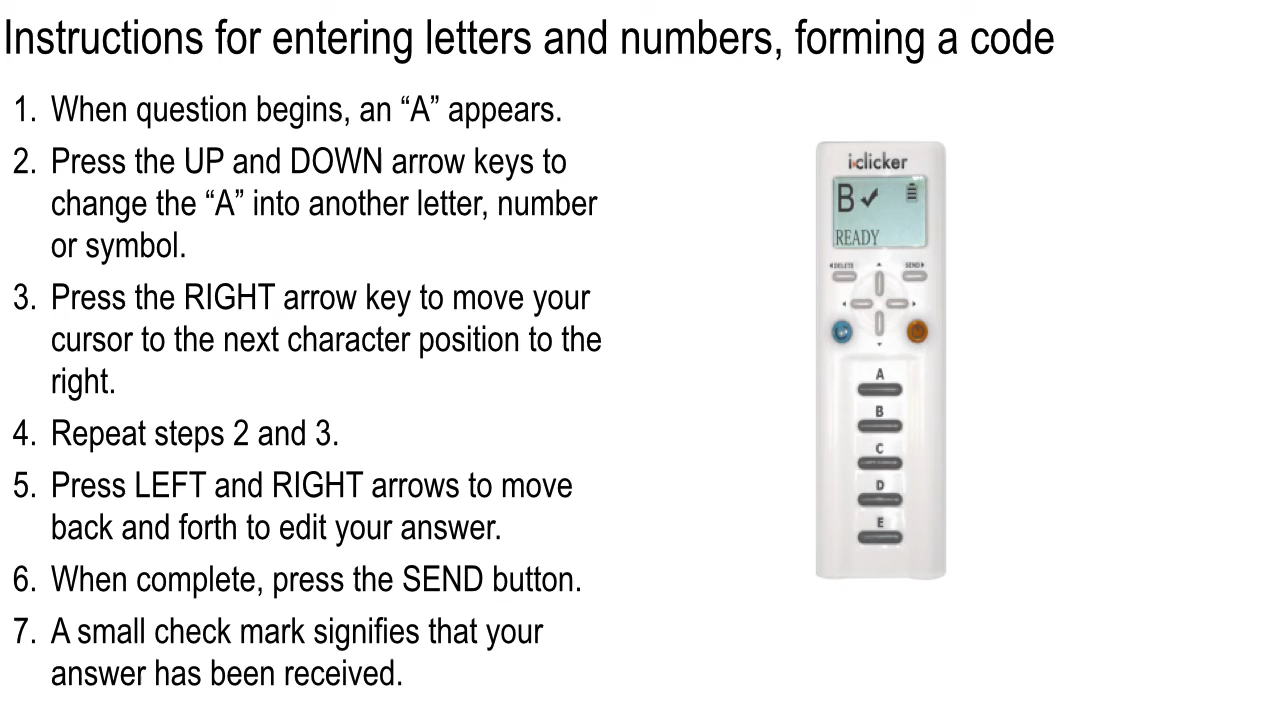 Instructions for entering letters and numbers, forming a code
1. When question begins, an “A” appears.
2. Press the UP and DOWN arrow keys to
change the “A” into another letter, number
or symbol.
3. Press the RIGHT arrow key to move your
cursor to the next character position to the
right.
4. Repeat steps 2 and 3.
5. Press LEFT and RIGHT arrows to move
back and forth to edit your answer.
6. When complete, press the SEND button.
7. A small check mark signifies that your
answer has been received.
i>clicker
B✓
READY
DELETE
SEND
A
B
C
D
E